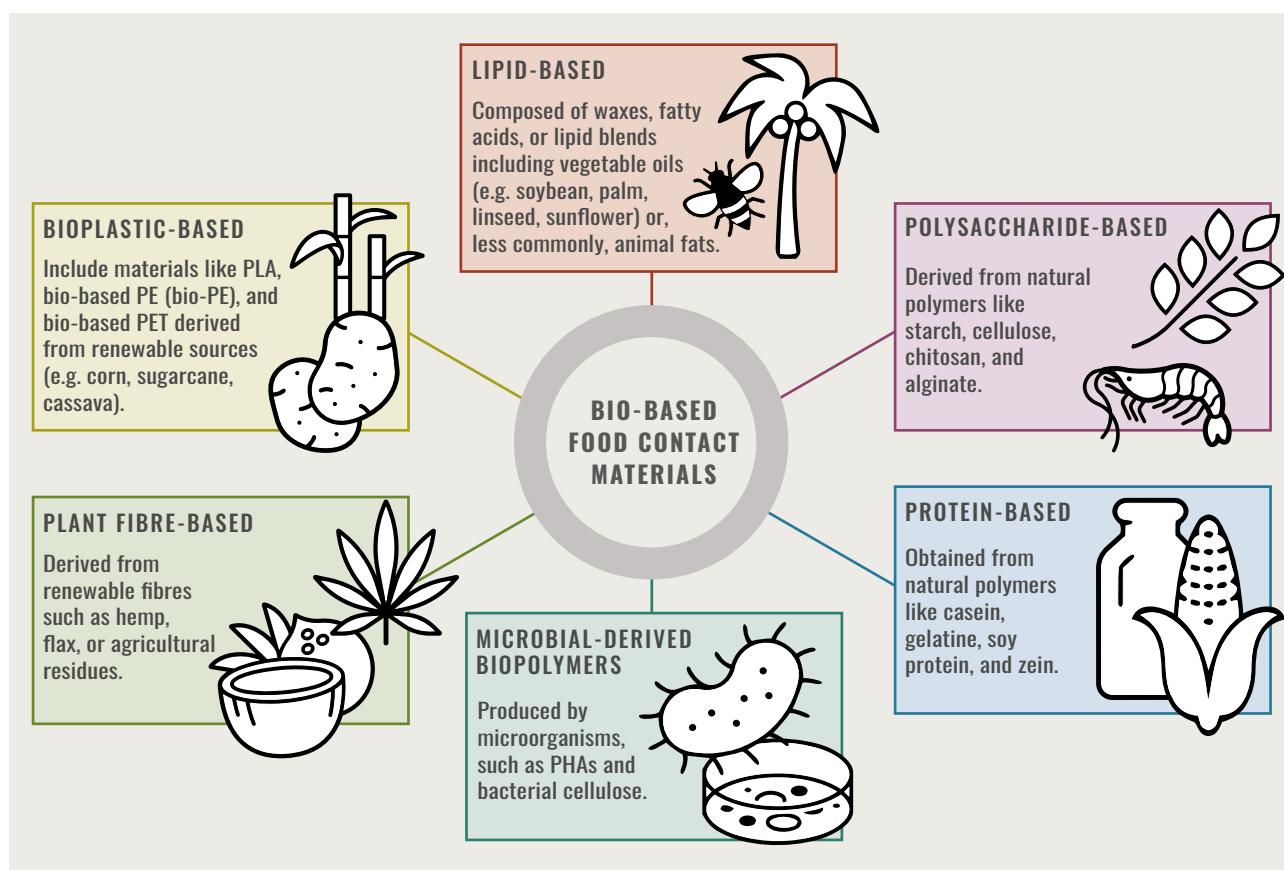 LIPID-BASED
Composed of waxes, fatty
acids, or lipid blends
including vegetable oils
(e.g. soybean, palm,
linseed, sunflower) or,
less commonly, animal fats.
BIOPLASTIC-BASED
Include materials like PLA,
bio-based PE (bio-PE), and
bio-based PET derived
from renewable sources
(e.g. corn, sugarcane,
cassava).
POLYSACCHARIDE-BASED
Derived from natural
polymers like
starch, cellulose,
chitosan, and
alginate.
BIO-BASED
FOOD CONTACT
MATERIALS
PLANT FIBRE-BASED
Derived from
renewable fibres
such as hemp,
flax, or agricultural
residues.
PROTEIN-BASED
Obtained from
natural polymers
like casein,
gelatine, soy
protein, and zein.
MICROBIAL-DERIVED
BIOPOLYMERS
Produced by
microorganisms,
such as PHAs and
bacterial cellulose.